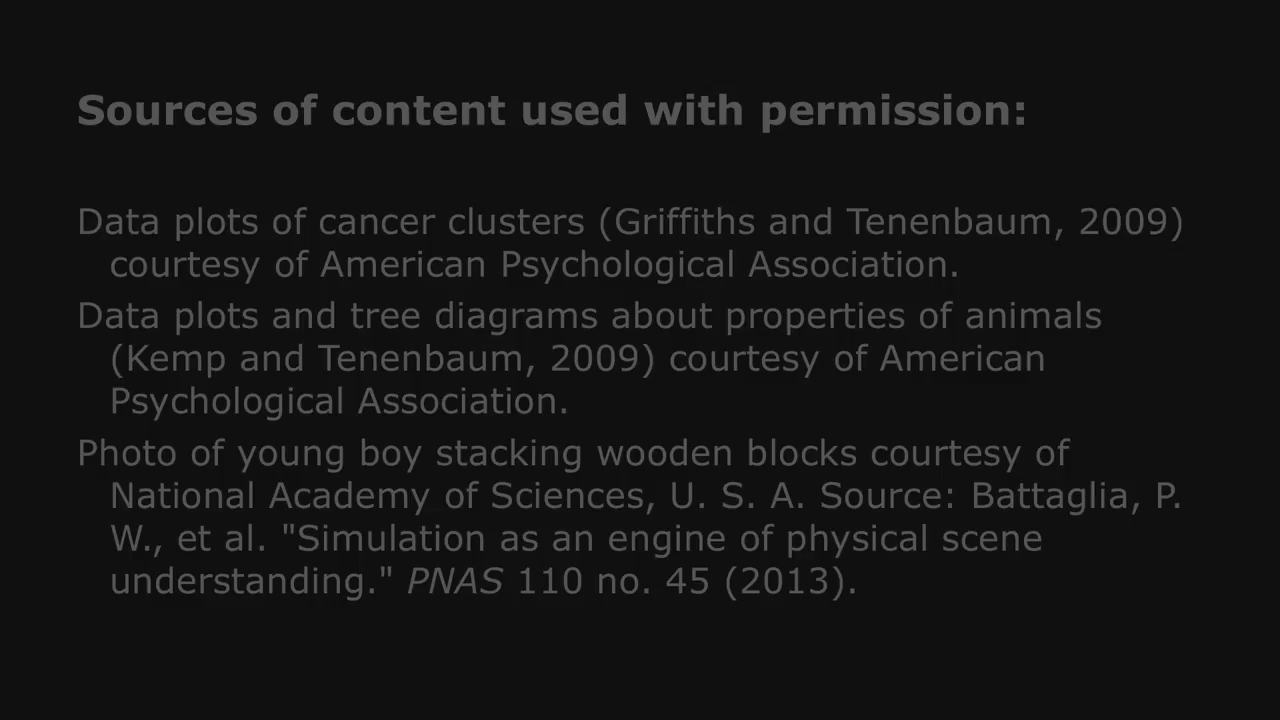 Sources of content used with permission:
Data plots of cancer clusters (Griffiths and Tenenbaum, 2009)
courtesy of American Psychological Association.
Data plots and tree diagrams about properties of animals
(Kemp and Tenenbaum, 2009) courtesy of American
Psychological Association.
Photo of young boy stacking wooden blocks courtesy of
National Academy of Sciences, U. S. A. Source: Battaglia, P.
W., et al. "Simulation as an engine of physical scene
understanding." PNAS 110 no. 45 (2013).